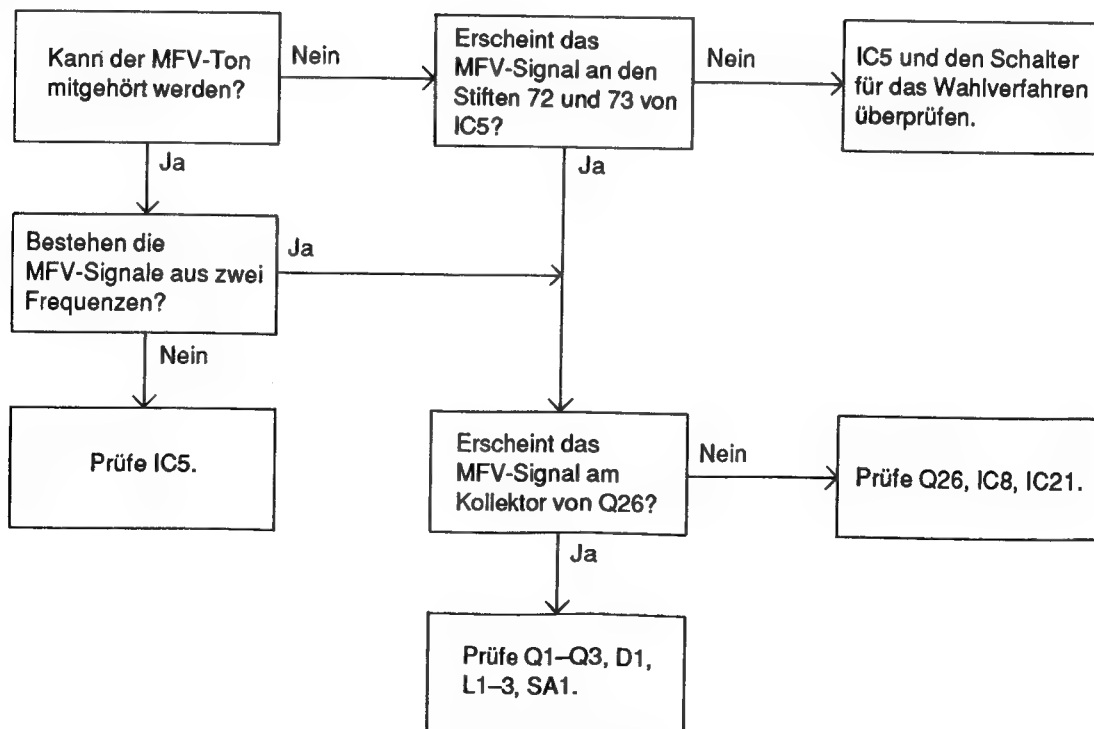 Kann der MFV-Ton
mitgehört werden?
Nein
Erscheint das
MFV-Signal an den
Stiften 72 und 73 von
IC5?
Nein
IC5 und den Schalter
für das Wahlverfahren
überprüfen.
Ja
Ja
Bestehen die
MFV-Signale aus zwei
Frequenzen?
Ja
Nein
Prüfe IC5.
Erscheint das
MFV-Signal am
Kollektor von Q26?
Nein
Prüfe Q26, IC8, IC21.
Ja
Prüfe Q1–Q3, D1,
L1–3, SA1.